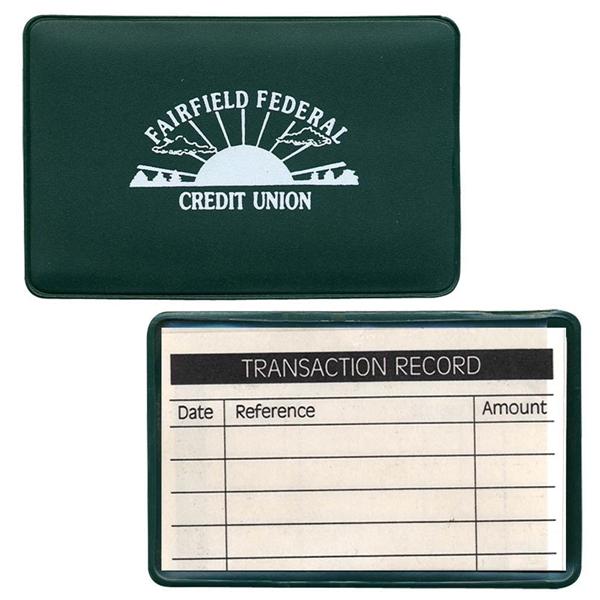 FAIRFIELD FEDERAL
CREDIT UNION
TRANSACTION RECORD
Date Reference Amount